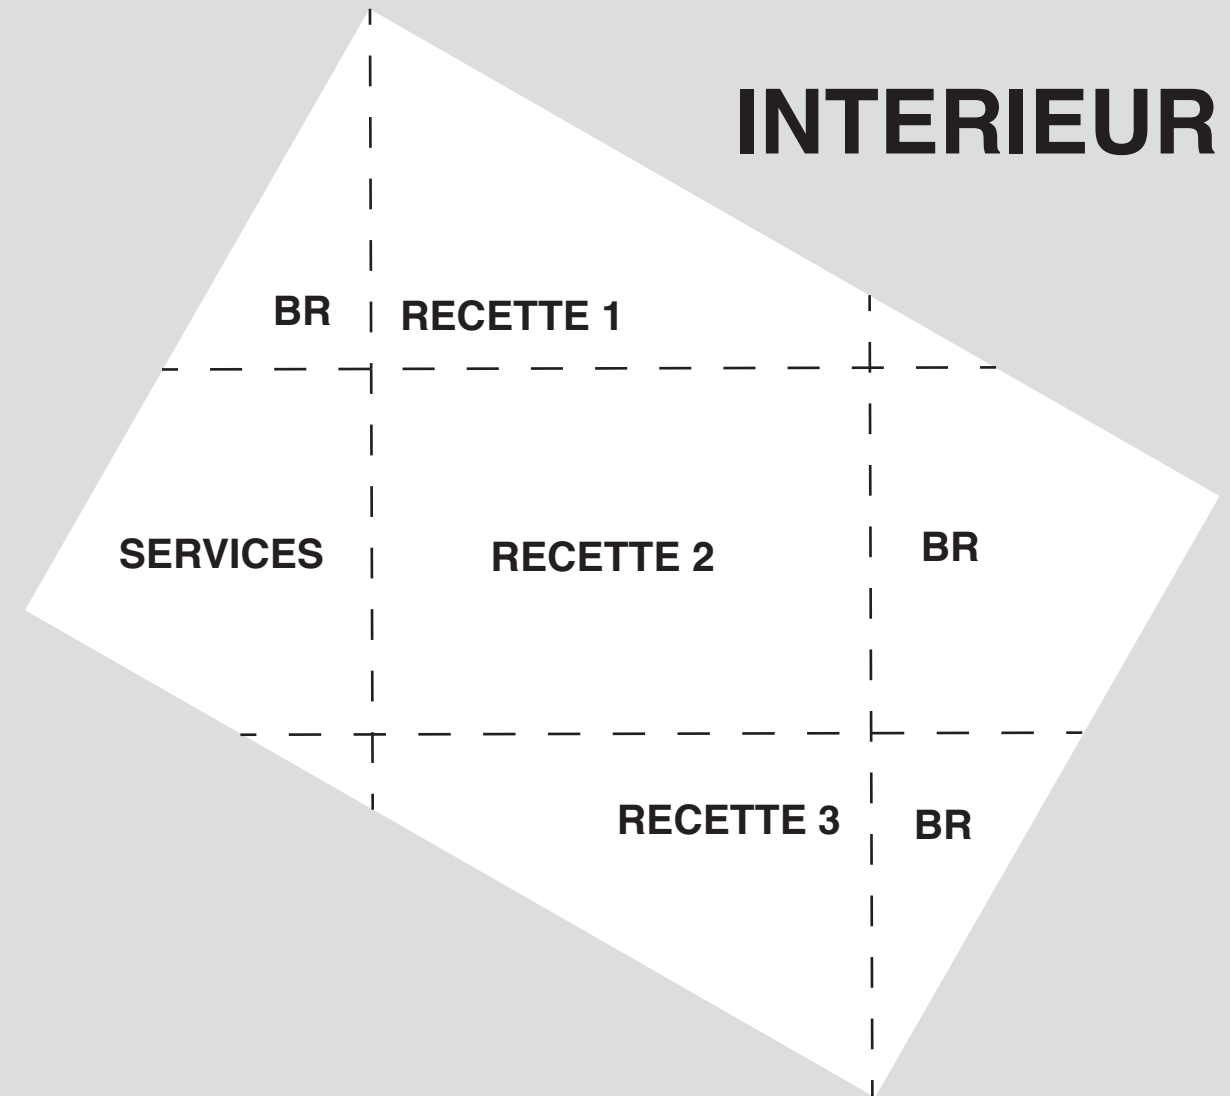 INTERIEUR
BR
RECETTE 1
SERVICES
RECETTE 2
BR
RECETTE 3
BR